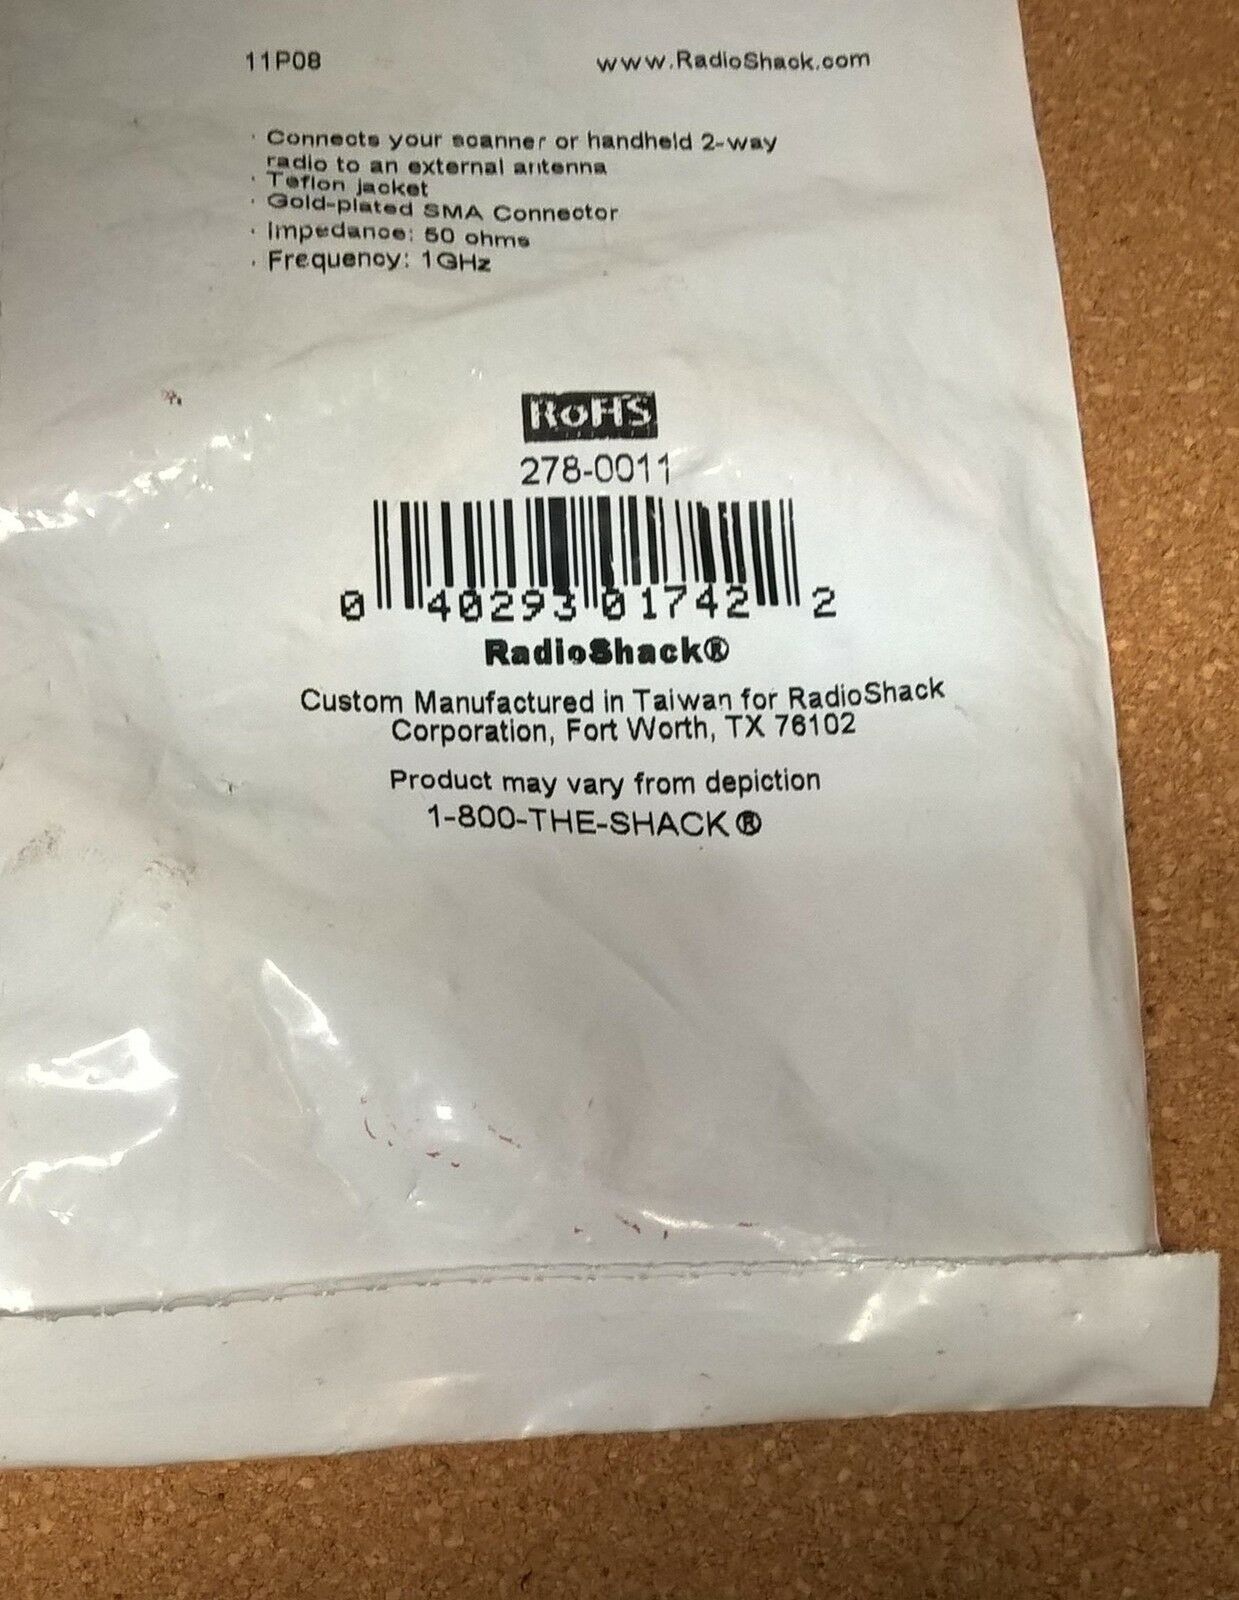 11P08 www.RadioShack.com
· Connects your scanner or handheld 2-way
radio to an external antenna
· Teflon jacket
· Gold-plated SMA Connector
· Impedance: 50 ohms
· Frequency: 1GHz
RoHS
278-0011
0 40293 01742 2
RadioShack®
Custom Manufactured in Taiwan for RadioShack
Corporation, Fort Worth, TX 76102
Product may vary from depiction
1-800-THE-SHACK®